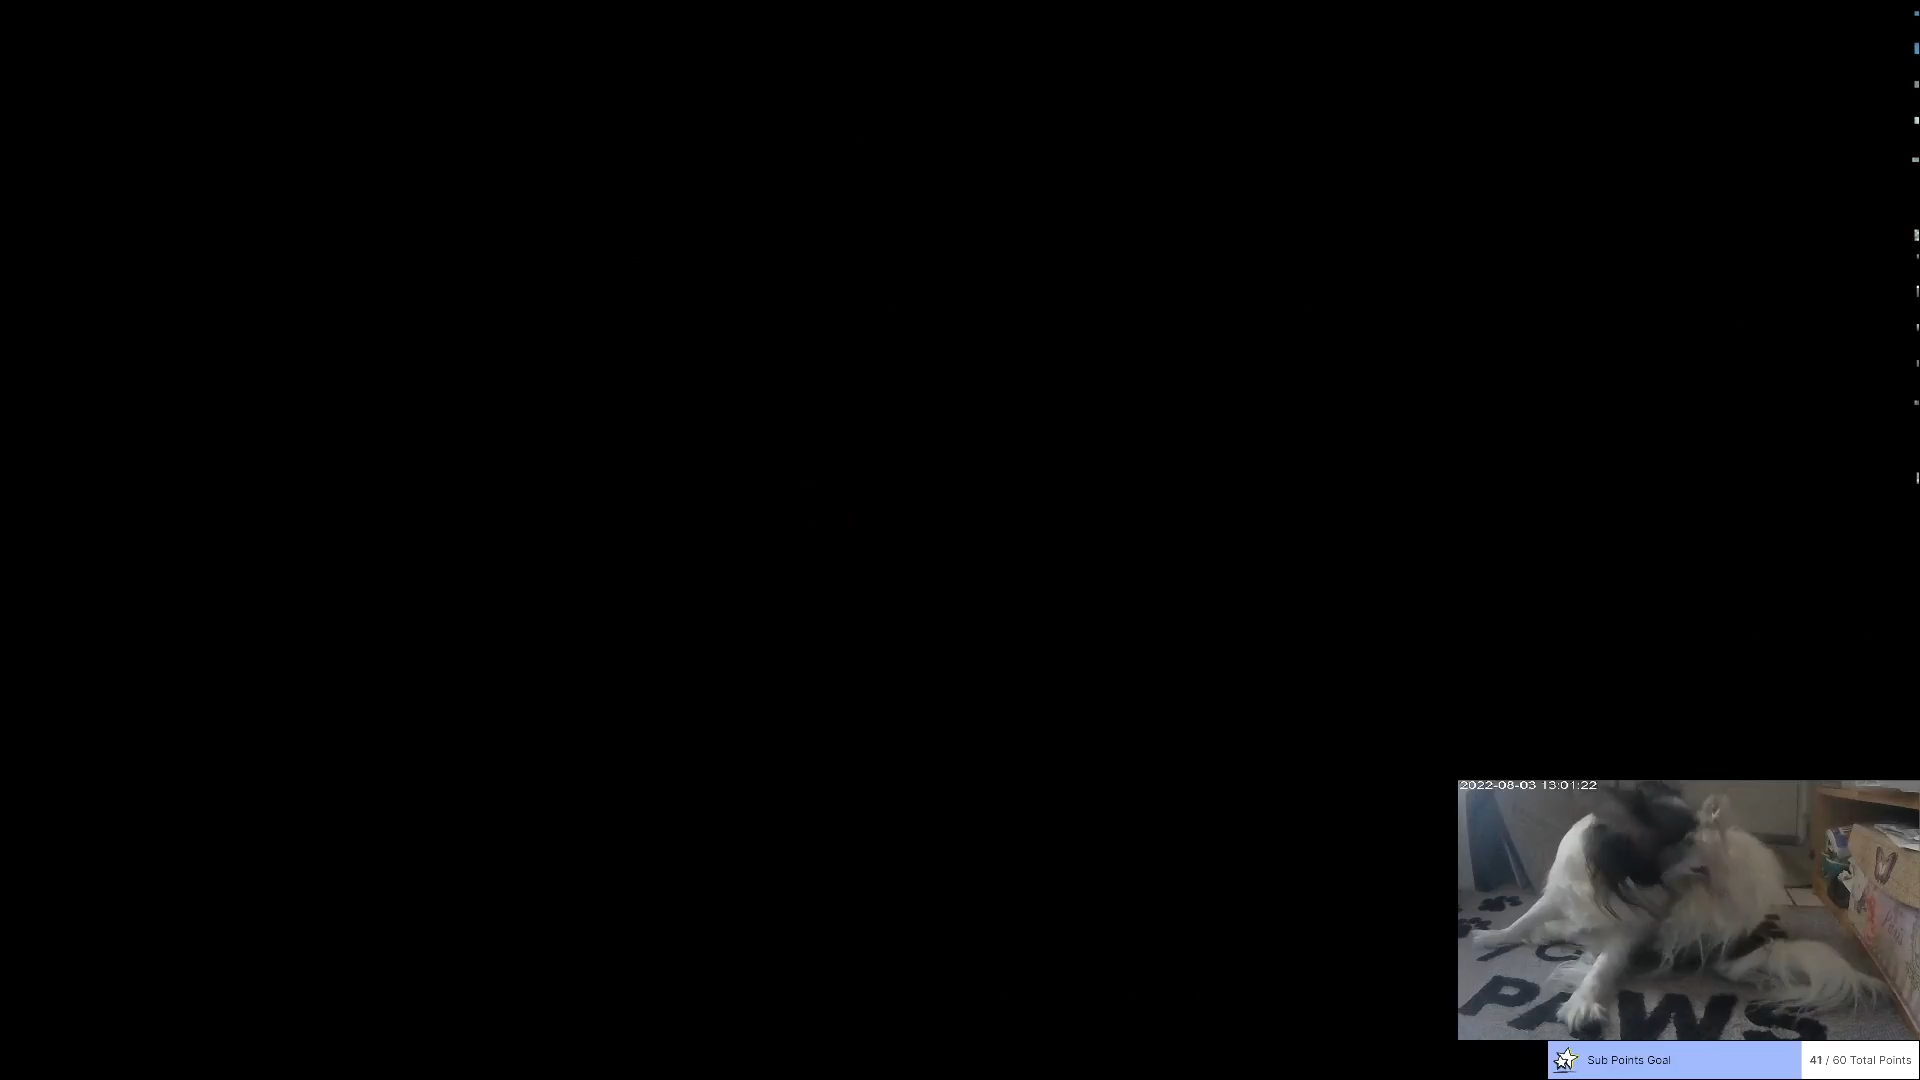 2022-08-03 13:01:22
PAWS
Sub Points Goal
41 / 60 Total Points